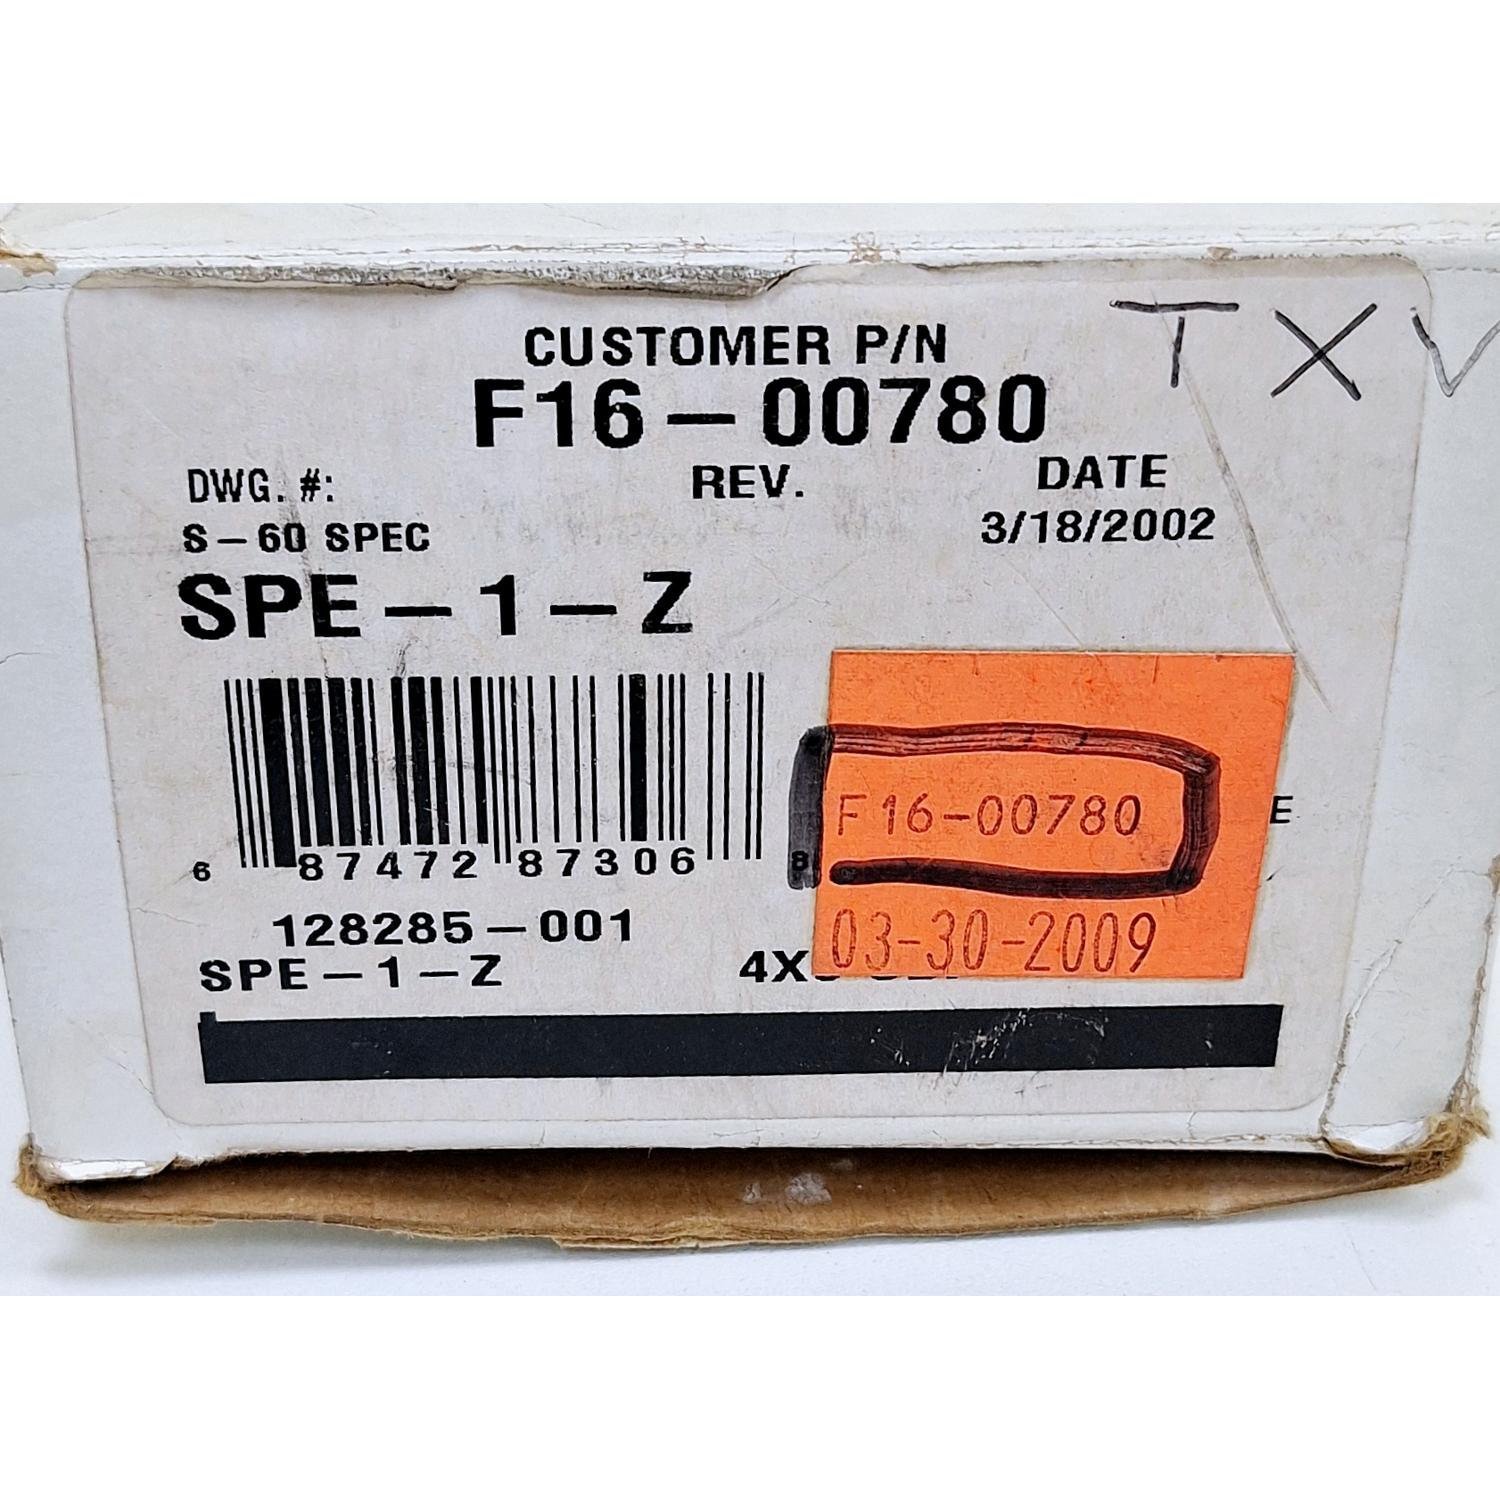 TXV
CUSTOMER P/N
F16-00780
DWG. #: REV. DATE
S-60 SPEC 3/18/2002
SPE-1-Z
F16-00780
6 87472 87306 8
128285-001
03-30-2009
SPE-1-Z